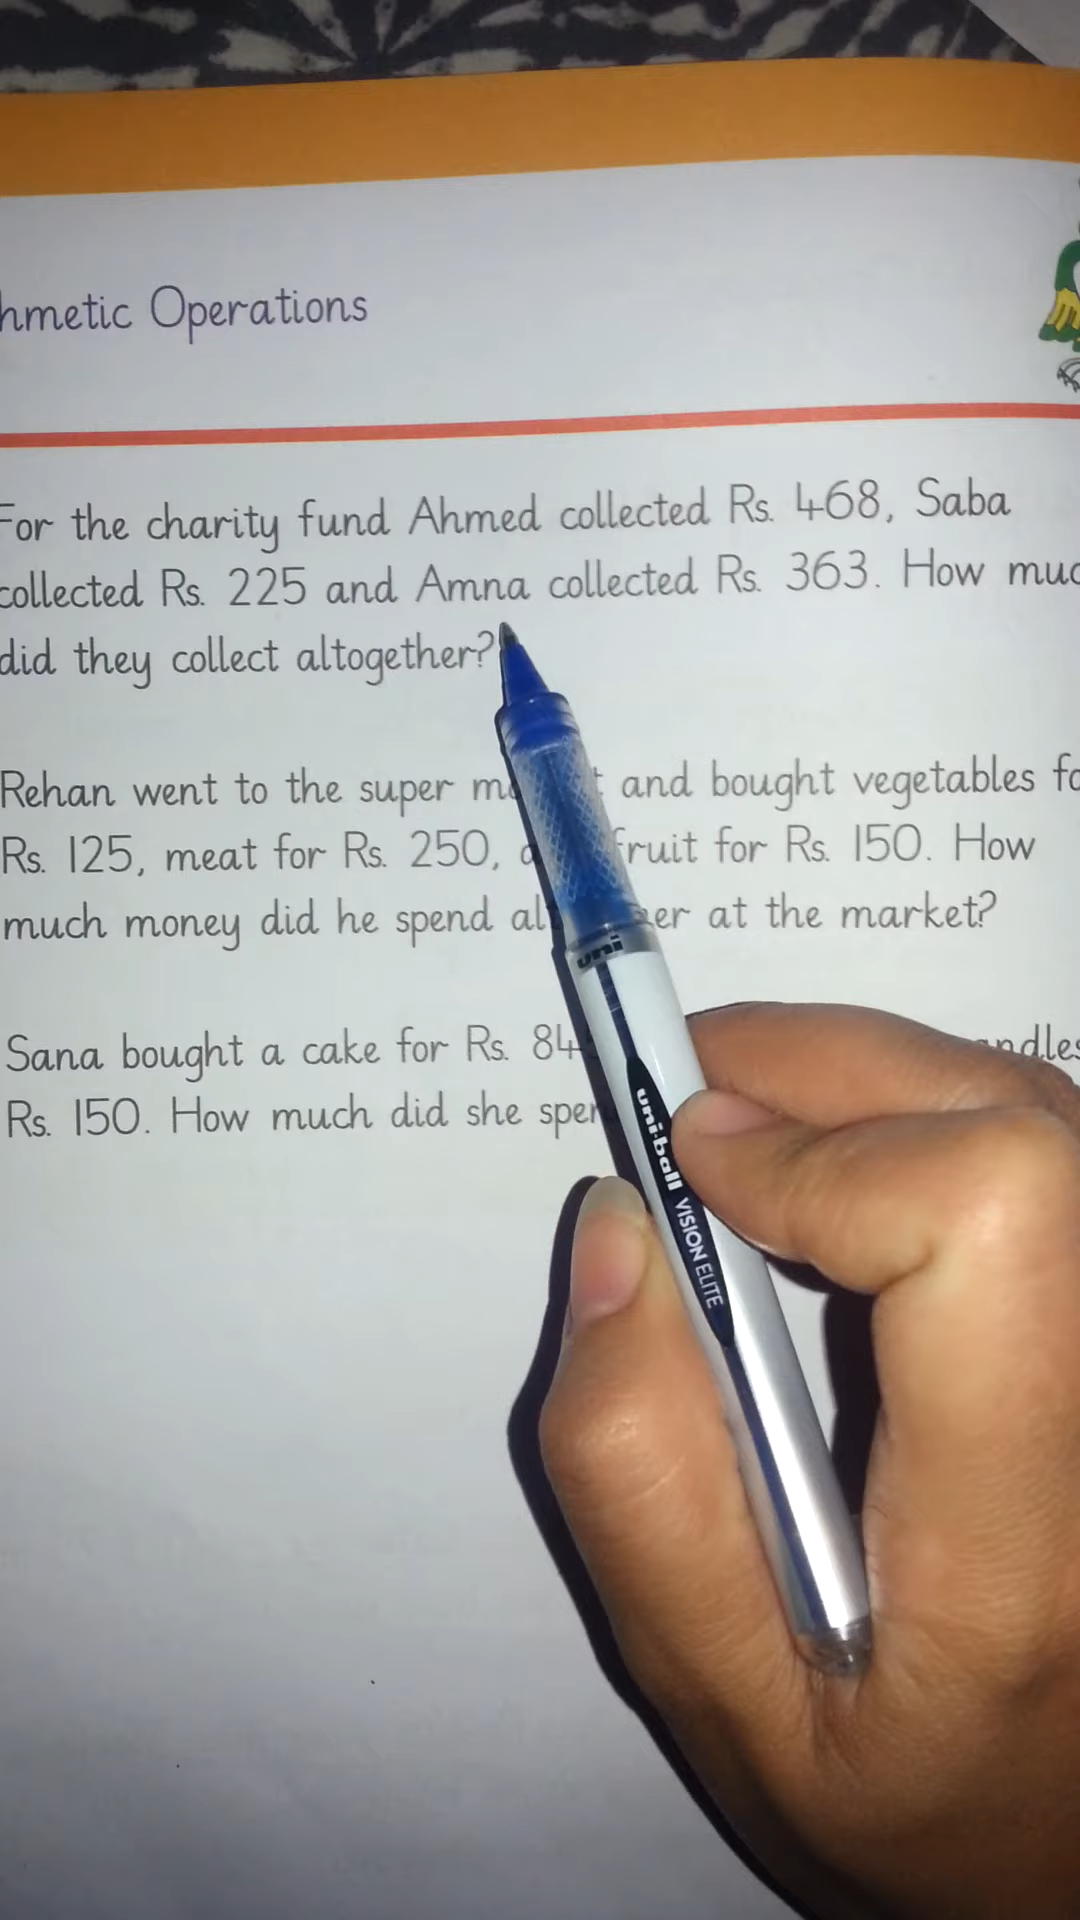 hmetic Operations
For the charity fund Ahmed collected Rs. 468, Saba
collected Rs. 225 and Amna collected Rs. 363. How muc
did they collect altogether?
Rehan went to the super and bought vegetables fo
Rs. 125, meat for Rs. 250, fruit for Rs. 150. How
much money did he spend at the market?
Sana bought a cake for Rs. 84
Rs. 150. How much did she
uni
uni-ball VISION ELITE